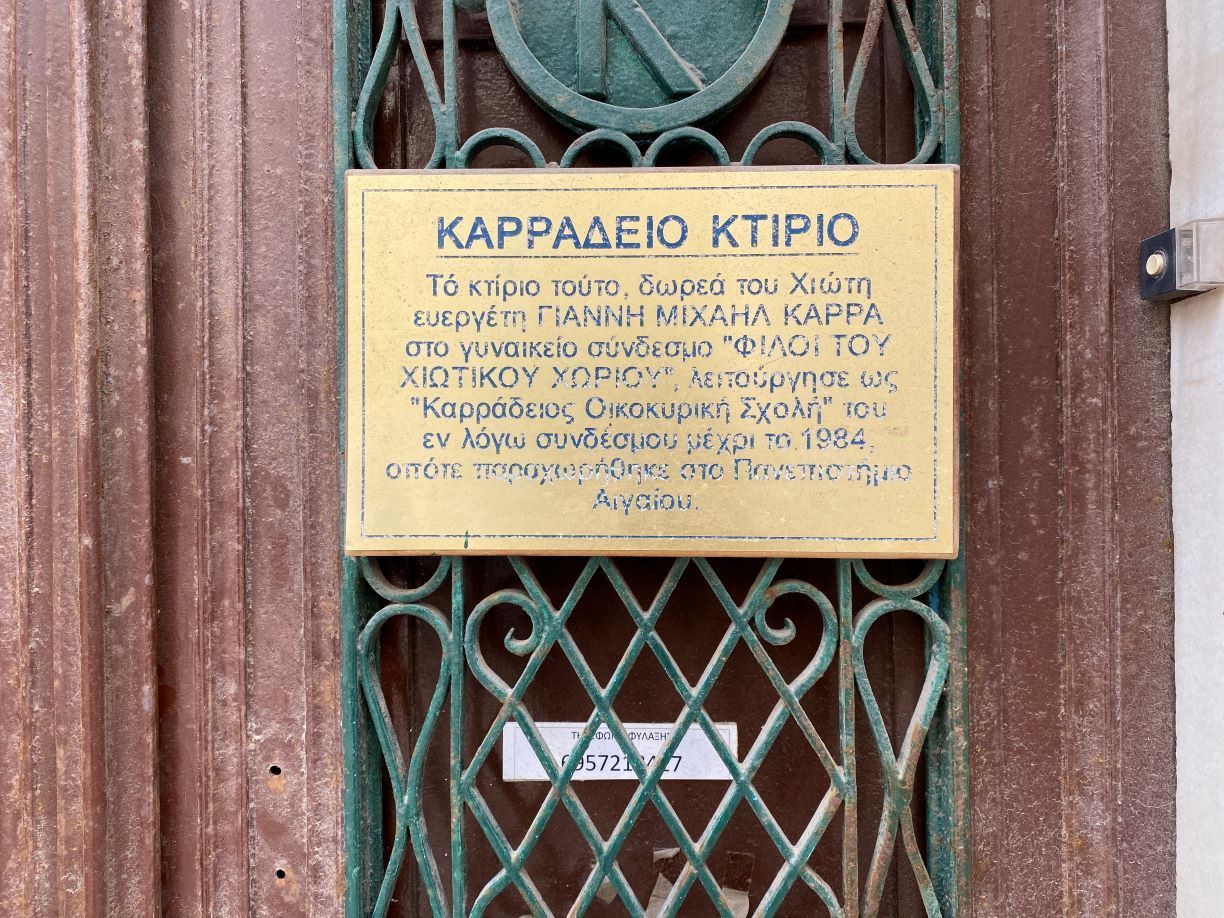 Κ
ΚΑΡΡΑΔΕΙΟ ΚΤΙΡΙΟ
Τό κτίριο τούτο, δωρεά του Χιώτη
ευεργέτη ΓΙΑΝΝΗ ΜΙΧΑΗΛ ΚΑΡΡΑ
στο γυναικείο σύνδεσμο "ΦΙΛΟΙ ΤΟΥ
ΧΙΩΤΙΚΟΥ ΧΩΡΙΟΥ", λειτούργησε ως
"Καρράδειος Οικοκυρική Σχολή" του
εν λόγω συνδέσμου μέχρι το 1984,
οπότε παραχωρήθηκε στο Πανεπιστήμιο
Αιγαίου.